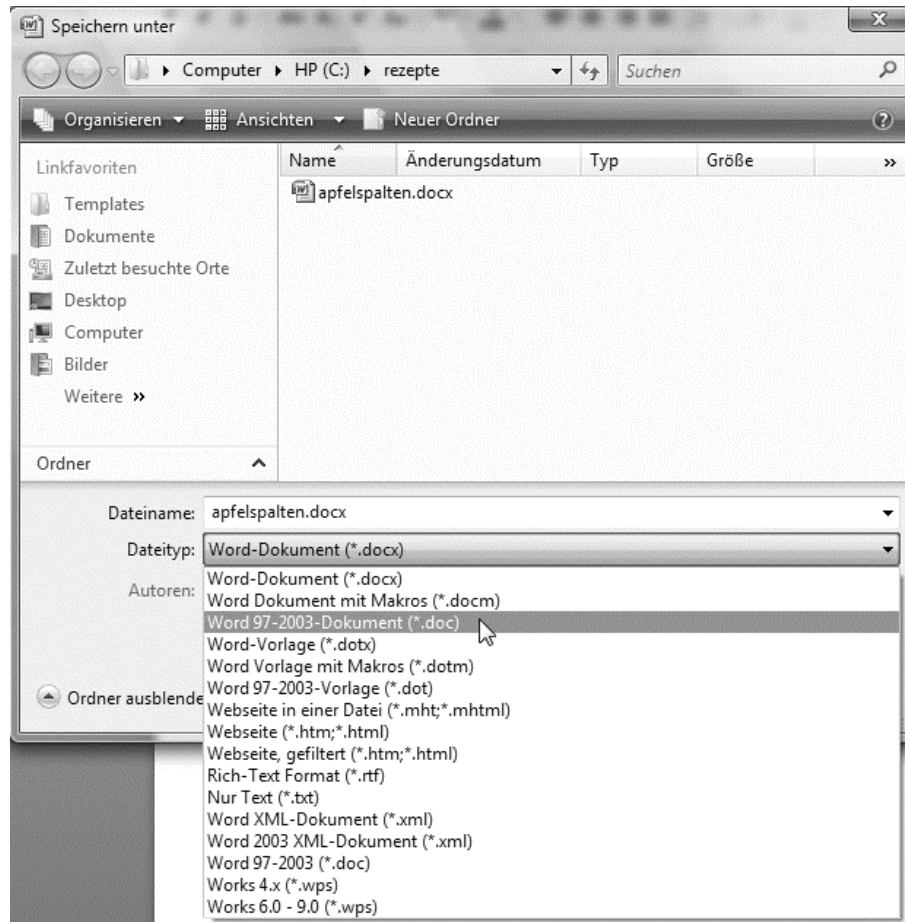 Speichern unter
Computer HP (C:) rezepte Suchen
Organisieren Ansichten Neuer Ordner ?
Linkfavoriten
Templates
Dokumente
Zuletzt besuchte Orte
Desktop
Computer
Bilder
Weitere »
Ordner
Name Änderungsdatum Typ Größe »
apfelspalten.docx
Dateiname: apfelspalten.docx
Dateityp: Word-Dokument (*.docx)
Autoren:
Ordner ausblende
Word-Dokument (*.docx)
Word Dokument mit Makros (*.docm)
Word 97-2003-Dokument (*.doc)
Word-Vorlage (*.dotx)
Word Vorlage mit Makros (*.dotm)
Word 97-2003-Vorlage (*.dot)
Webseite in einer Datei (*.mht;*.mhtml)
Webseite (*.htm;*.html)
Webseite, gefiltert (*.htm;*.html)
Rich-Text Format (*.rtf)
Nur Text (*.txt)
Word XML-Dokument (*.xml)
Word 2003 XML-Dokument (*.xml)
Word 97-2003 (*.doc)
Works 4.x (*.wps)
Works 6.0 - 9.0 (*.wps)